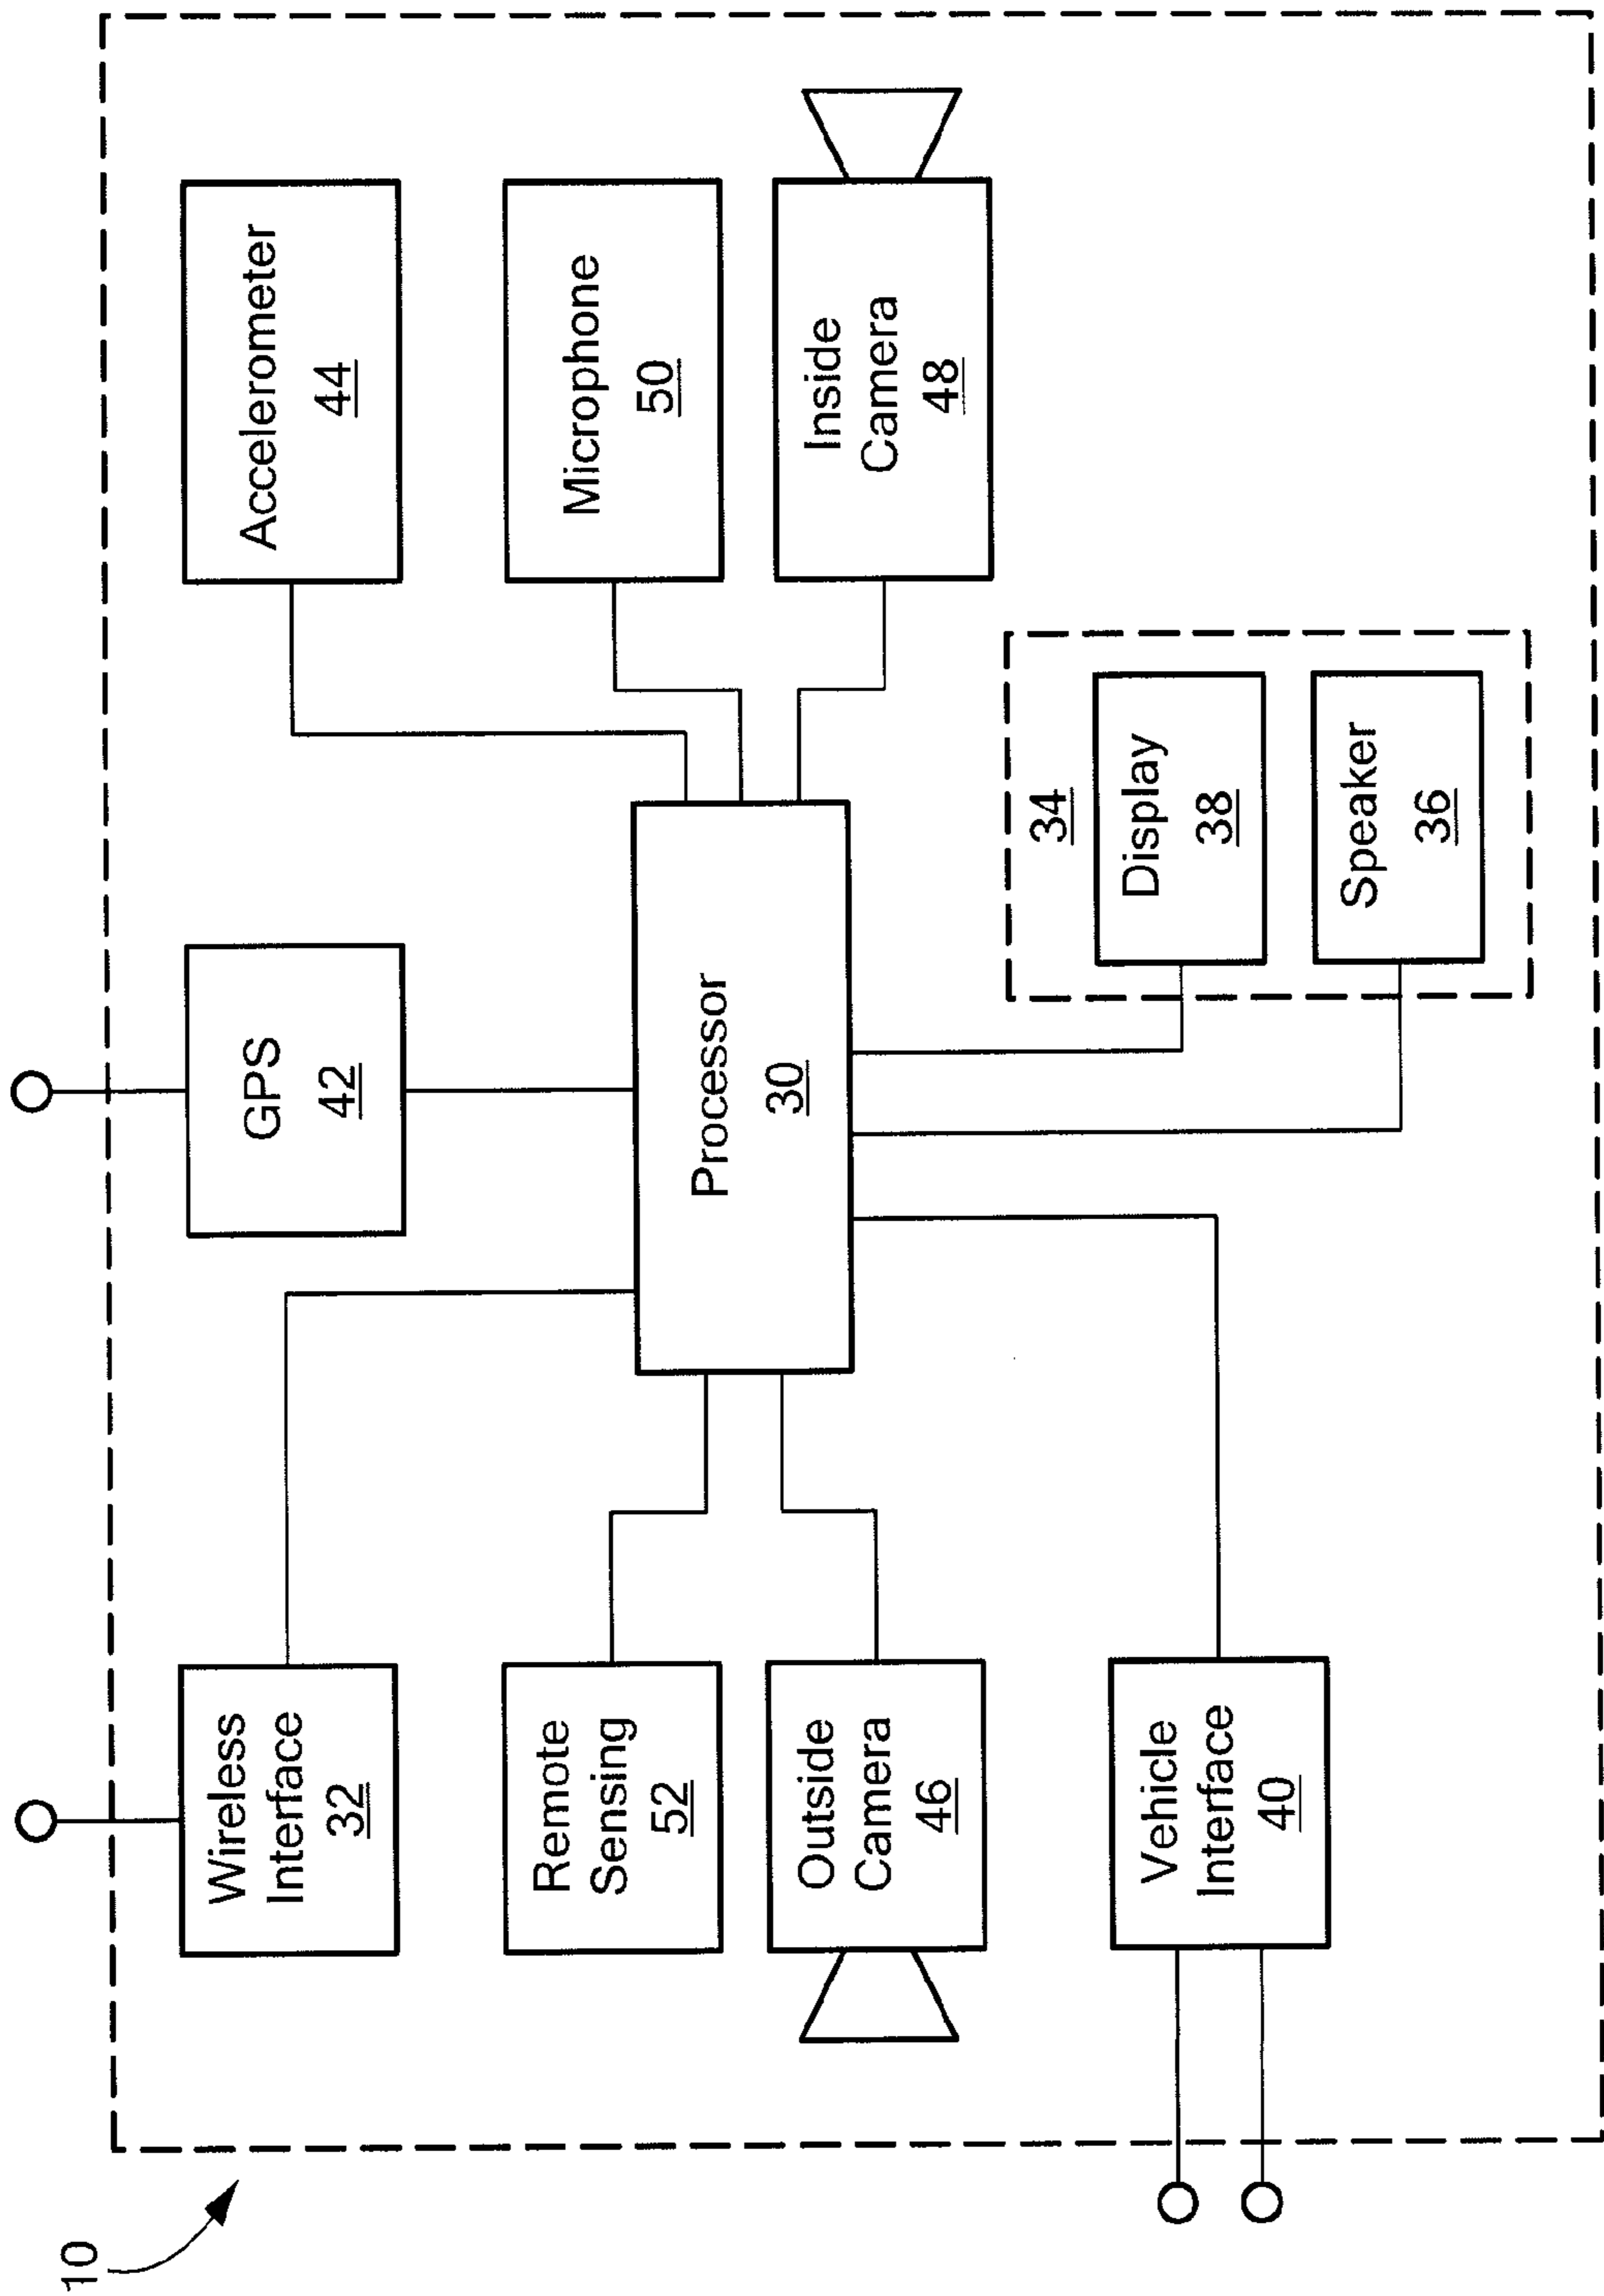 10
Wireless
Interface
32
GPS
42
Accelerometer
44
Remote
Sensing
52
Microphone
50
Outside
Camera
46
Processor
30
Inside
Camera
48
Vehicle
Interface
40
34
Display
38
Speaker
36